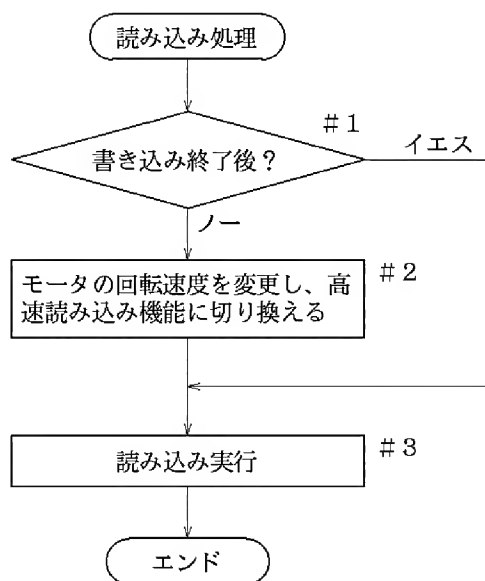 読み込み処理
#1
書き込み終了後?
イエス
ノー
モータの回転速度を変更し、高
速読み込み機能に切り換える
#2
読み込み実行
#3
エンド